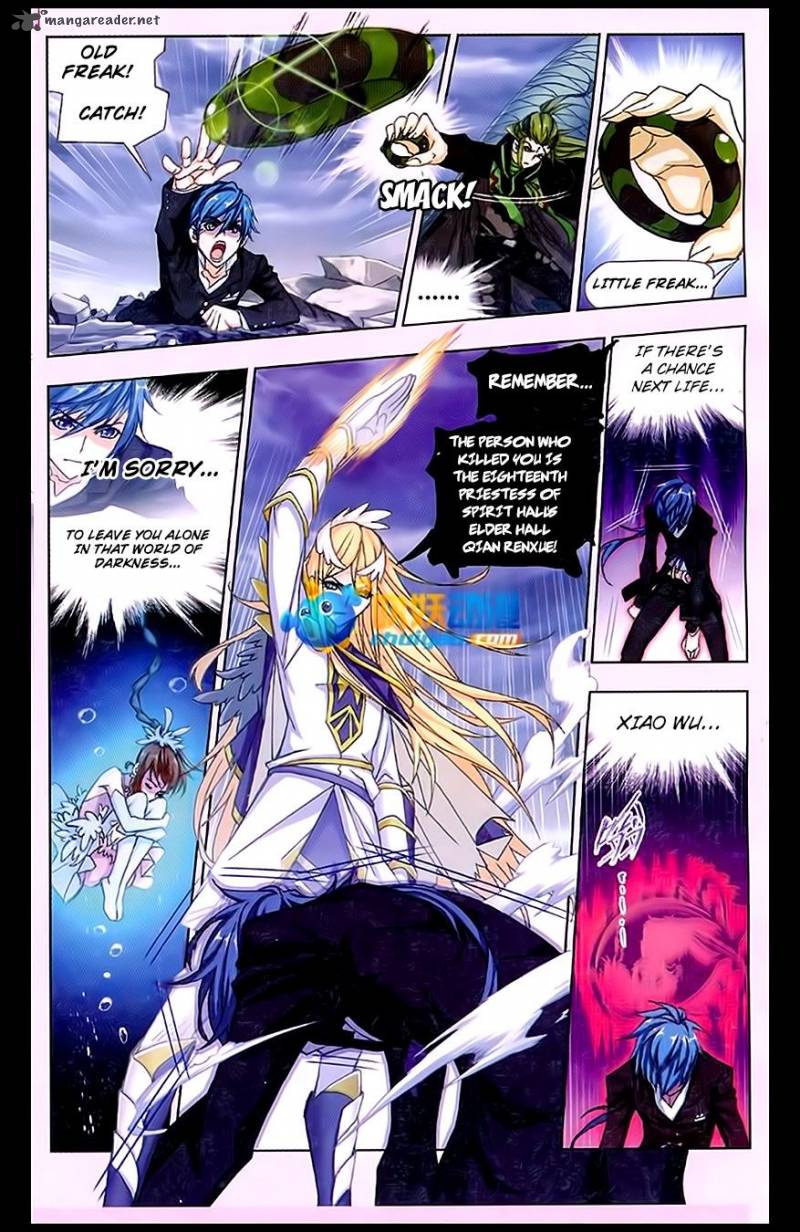 mangareader.net
OLD
FREAK!
CATCH!
SMACK!
......
LITTLE FREAK...
I'M SORRY...
TO LEAVE YOU ALONE
IN THAT WORLD OF
DARKNESS...
REMEMBER...
THE PERSON WHO
KILLED YOU IS
THE EIGHTEENTH
PRIESTESS OF
SPIRIT HALL'S
ELDER HALL
QIAN RENXUE!
IF THERE'S
A CHANCE
NEXT LIFE...
XIAO WU...